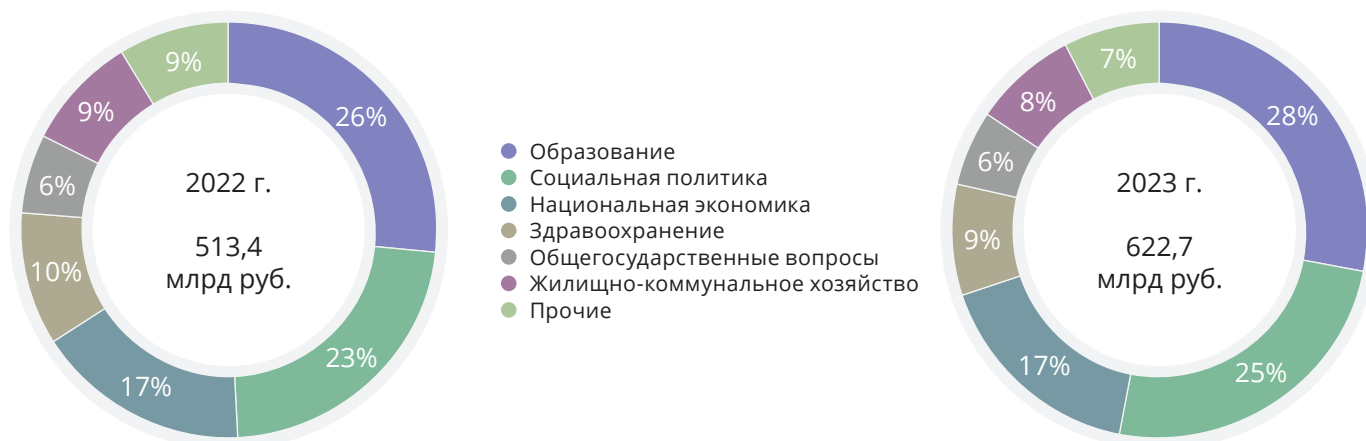 26%
23%
17%
10%
6%
9%
9%
2022 г.
513,4
млрд руб.
Образование
Социальная политика
Национальная экономика
Здравоохранение
Общегосударственные вопросы
Жилищно-коммунальное хозяйство
Прочие
28%
25%
17%
9%
6%
8%
7%
2023 г.
622,7
млрд руб.